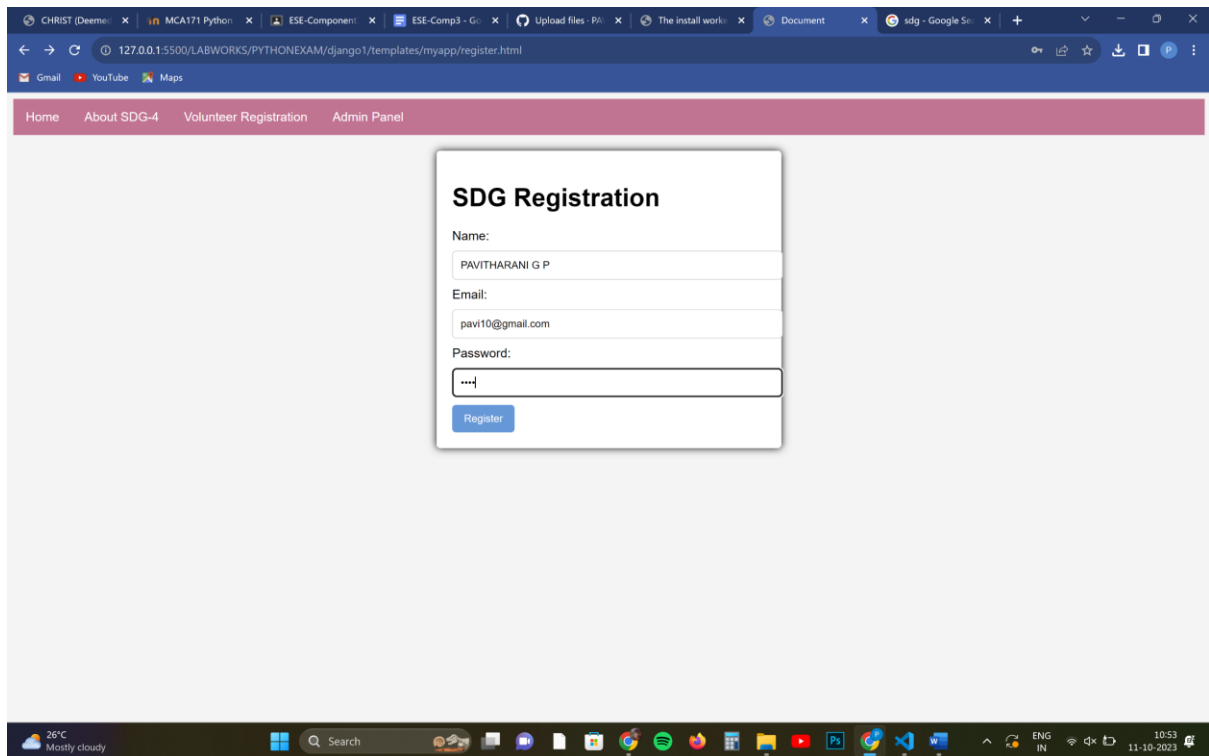 CHRIST (Deemed
MCA171 Python
ESE-Component
ESE-Comp3 - Go
Upload files · PA
The install worke
Document
sdg - Google Sea
127.0.0.1:5500/LABWORKS/PYTHONEXAM/django1/templates/myapp/register.html
P
Gmail
YouTube
Maps
Home
About SDG-4
Volunteer Registration
Admin Panel
SDG Registration
Name:
PAVITHARANI G P
Email:
pavi10@gmail.com
Password:
••••
Register
26°C
Mostly cloudy
Search
Ps
ENG
IN
10:53
11-10-2023